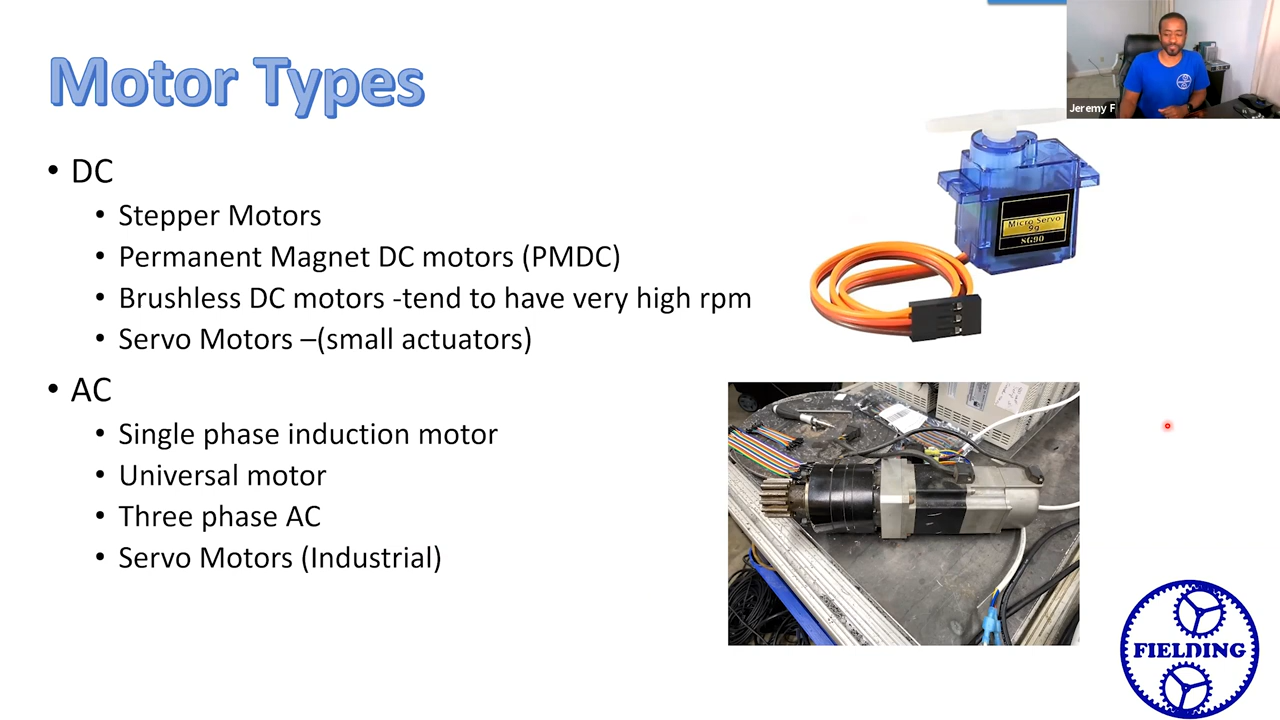 Motor Types
Jeremy F
• DC
• Stepper Motors
• Permanent Magnet DC motors (PMDC)
• Brushless DC motors -tend to have very high rpm
• Servo Motors –(small actuators)
Micro Servo
9g
SG90
• AC
• Single phase induction motor
• Universal motor
• Three phase AC
• Servo Motors (Industrial)
FIELDING